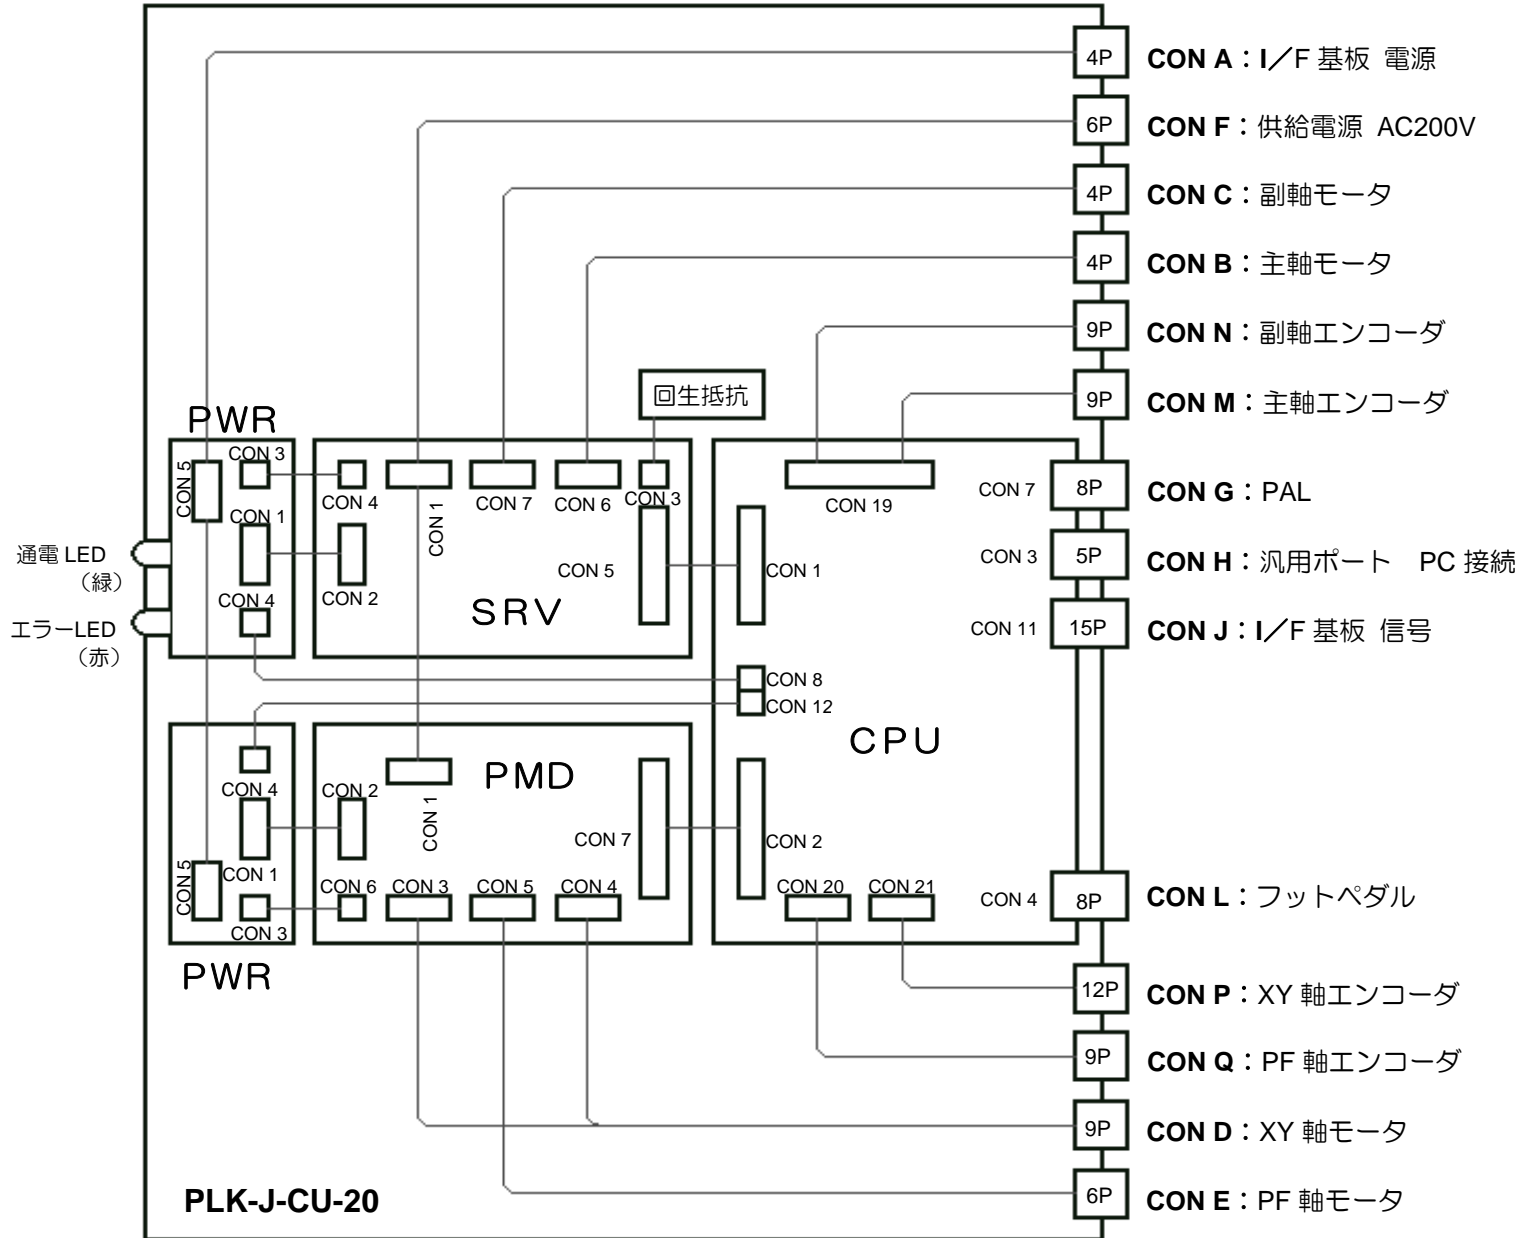 4P CON A：I／F 基板 電源
6P CON F：供給電源 AC200V
4P CON C：副軸モータ
4P CON B：主軸モータ
9P CON N：副軸エンコーダ
回生抵抗
9P CON M：主軸エンコーダ
PWR
CON 5
CON 3
CON 4
CON 1
CON 7
CON 6
CON 3
CON 19
CON 7
8P CON G：PAL
CON 1
通電 LED
（緑）
CON 2
CON 5
CON 1
CON 3
5P CON H：汎用ポート PC 接続
CON 4
エラーLED
（赤）
SRV
CON 11
15P CON J：I／F 基板 信号
CON 8
CON 12
CPU
PMD
CON 4
CON 2
CON 1
CON 7
CON 2
CON 5
CON 1
CON 6
CON 3
CON 5
CON 4
CON 20
CON 21
CON 4
8P CON L：フットペダル
CON 3
PWR
12P CON P：XY 軸エンコーダ
9P CON Q：PF 軸エンコーダ
9P CON D：XY 軸モータ
PLK-J-CU-20
6P CON E：PF 軸モータ